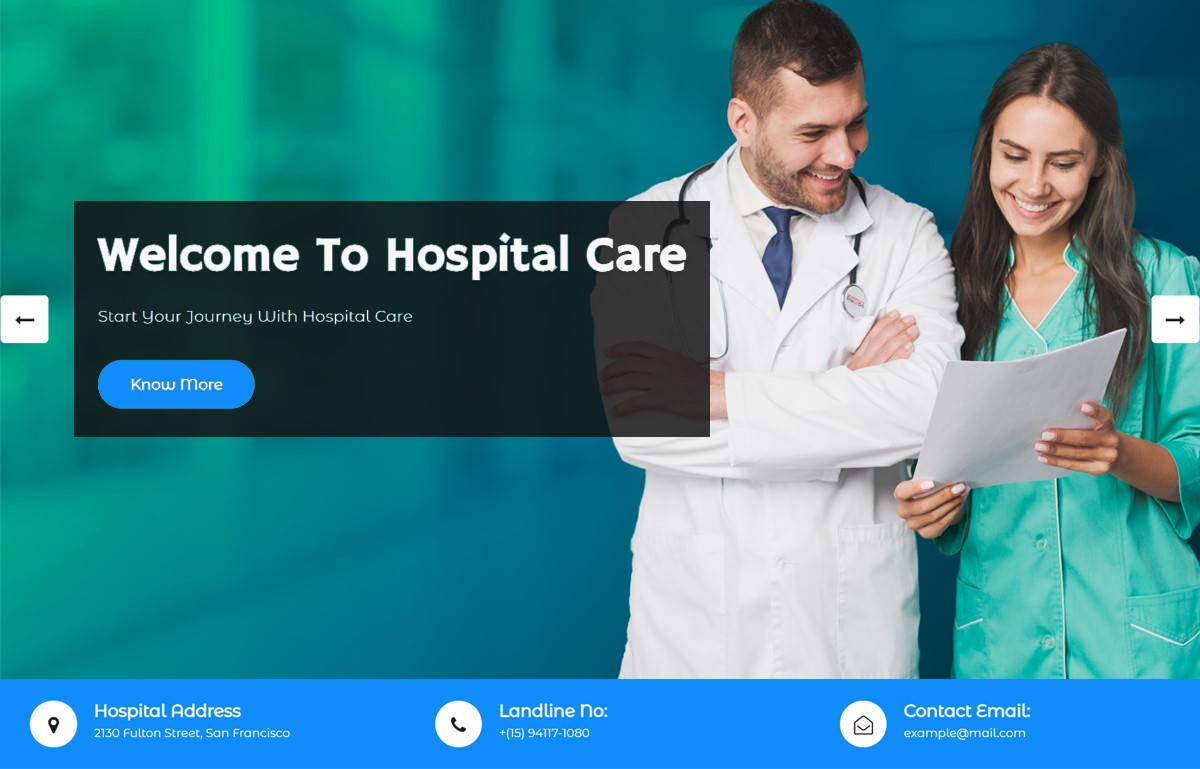 Welcome To Hospital Care
Start Your Journey With Hospital Care
Know More
Hospital Address
2130 Fulton Street, San Francisco
Landline No:
+(15) 94117-1080
Contact Email:
example@mail.com